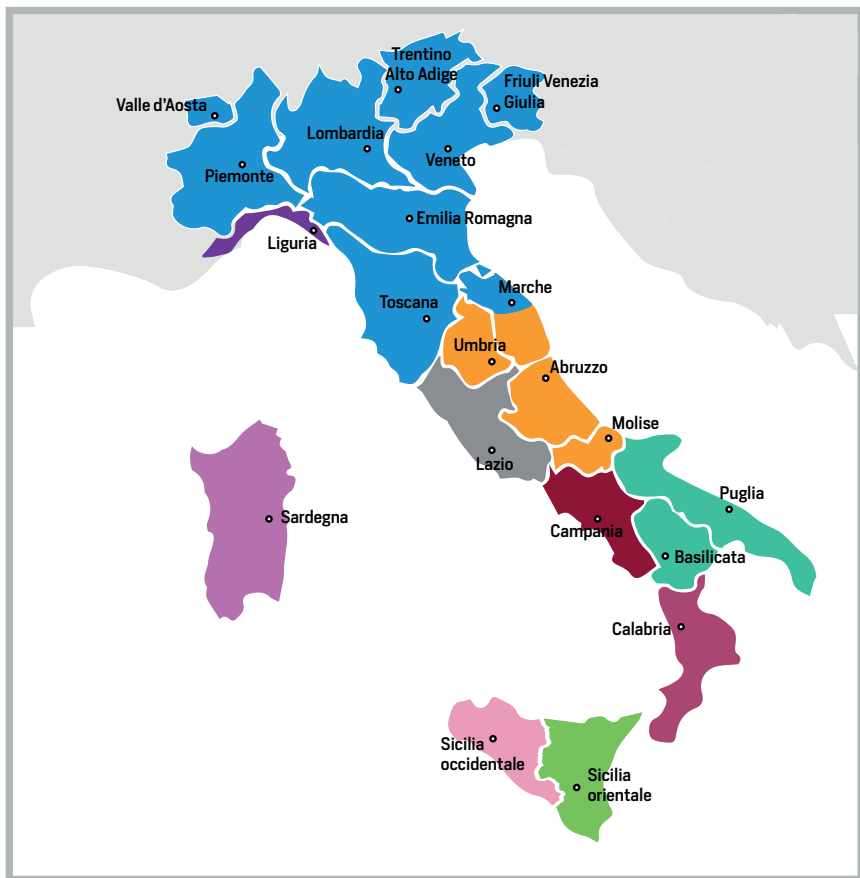 Trentino
Alto Adige
Friuli Venezia
Giulia
Valle d'Aosta
Lombardia
Veneto
Piemonte
Emilia Romagna
Liguria
Marche
Toscana
Umbria
Abruzzo
Molise
Lazio
Puglia
Sardegna
Campania
Basilicata
Calabria
Sicilia
occidentale
Sicilia
orientale